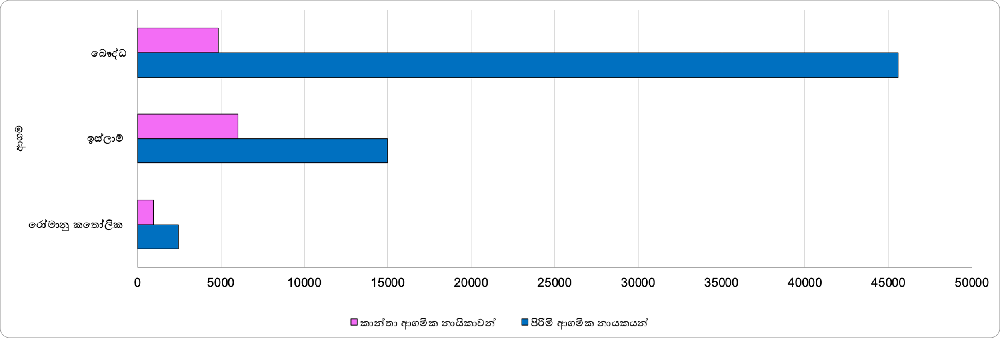 බෞද්ධ
ඉස්ලාම්
රෝමානු කතෝලික
ආගම
0 5000 10000 15000 20000 25000 30000 35000 40000 45000 50000
කාන්තා ආගමික නායිකාවන් පිරිමි ආගමික නායකයන්